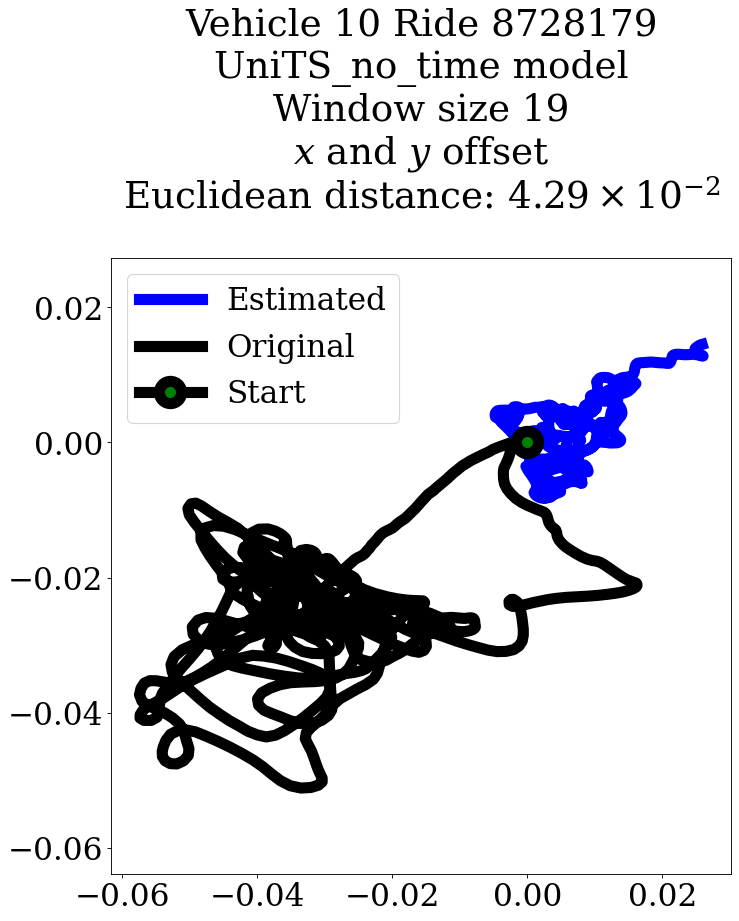 Vehicle 10 Ride 8728179
UniTS_no_time model
Window size 19
x and y offset
Euclidean distance: 4.29 × 10⁻²
Estimated
Original
Start
0.02
0.00
−0.02
−0.04
−0.06
−0.06 −0.04 −0.02 0.00 0.02